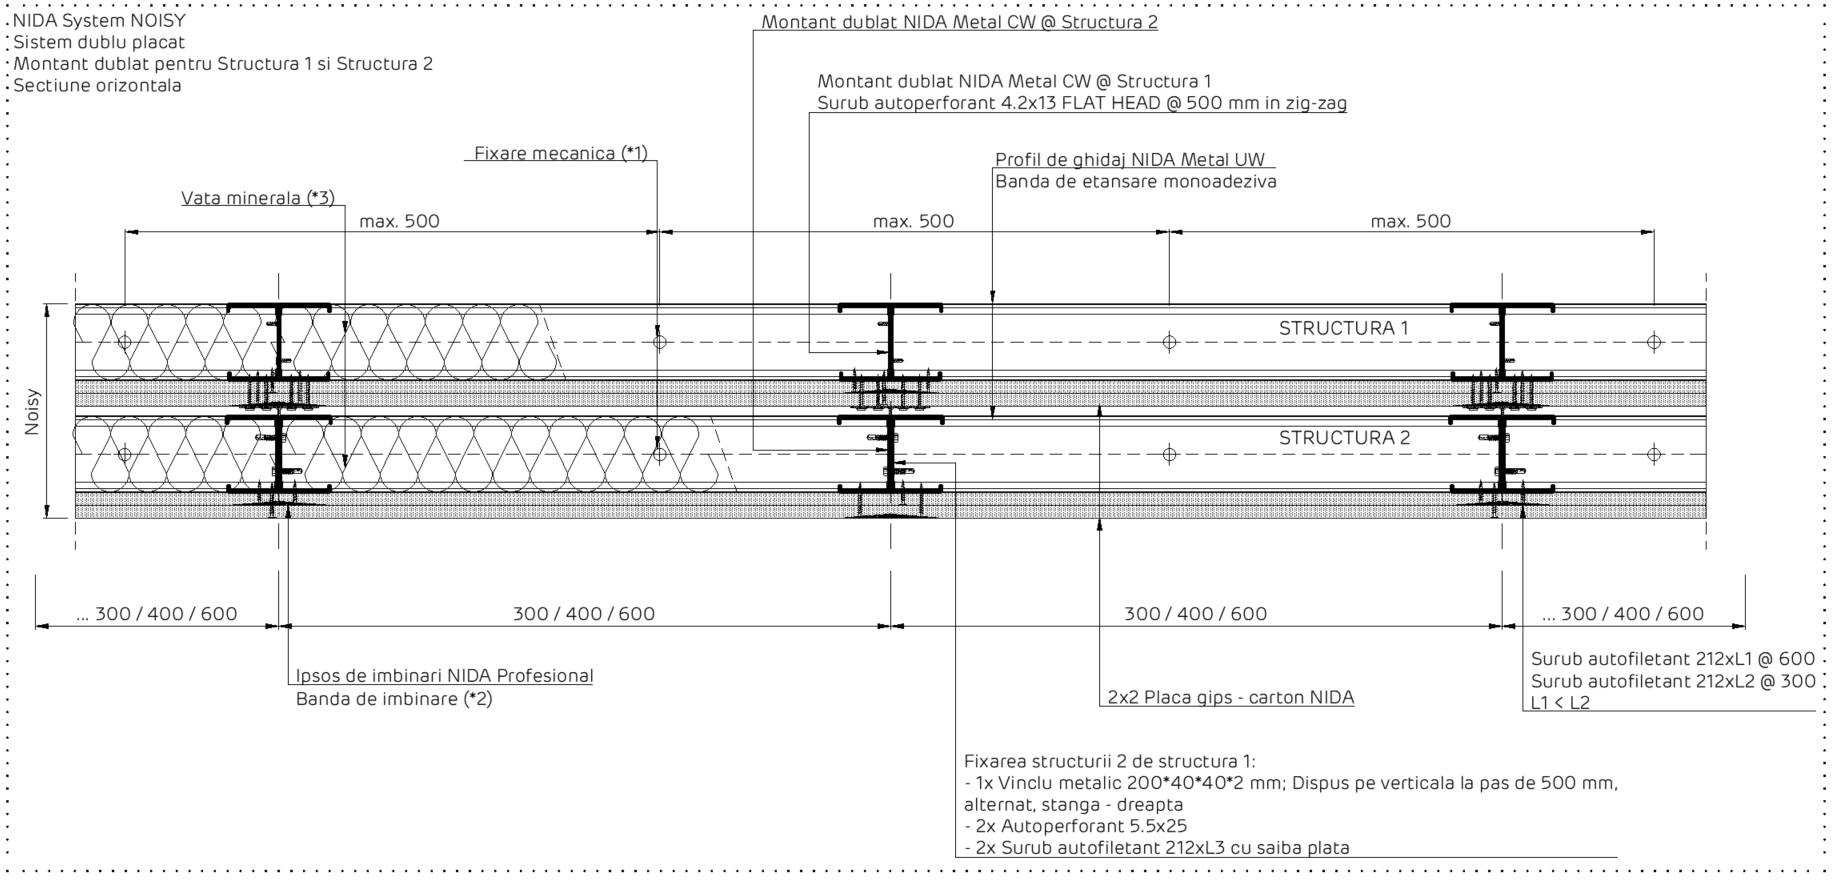 NIDA System NOISY
Sistem dublu placat
Montant dublat pentru Structura 1 si Structura 2
Sectiune orizontala
Montant dublat NIDA Metal CW @ Structura 2
Montant dublat NIDA Metal CW @ Structura 1
Surub autoperforant 4.2x13 FLAT HEAD @ 500 mm in zig-zag
Fixare mecanica (*1)
Profil de ghidaj NIDA Metal UW
Banda de etansare monoadeziva
Vata minerala (*3)
max. 500
max. 500
max. 500
STRUCTURA 1
Noisy
STRUCTURA 2
... 300 / 400 / 600
300 / 400 / 600
300 / 400 / 600
... 300 / 400 / 600
Ipsos de imbinari NIDA Profesional
Banda de imbinare (*2)
2x2 Placa gips - carton NIDA
Surub autofiletant 212xL1 @ 600
Surub autofiletant 212xL2 @ 300
L1 < L2
Fixarea structurii 2 de structura 1:
- 1x Vinclu metalic 200*40*40*2 mm; Dispus pe verticala la pas de 500 mm,
alternat, stanga - dreapta
- 2x Autoperforant 5.5x25
- 2x Surub autofiletant 212xL3 cu saiba plata